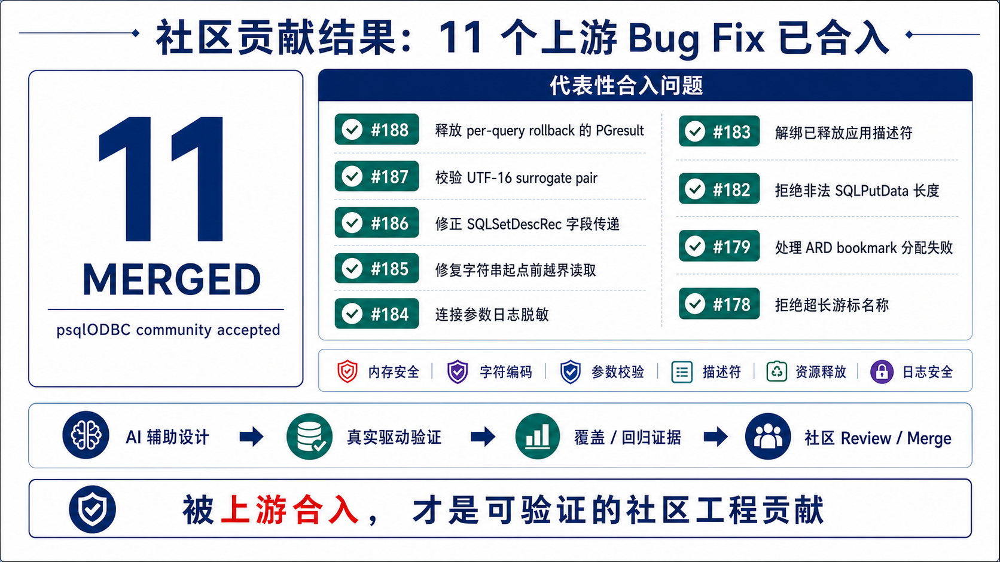 社区贡献结果：11 个上游 Bug Fix 已合入
11
MERGED
psqlODBC community accepted
代表性合入问题
#188 释放 per-query rollback 的 PGresult
#187 校验 UTF-16 surrogate pair
#186 修正 SQLSetDescRec 字段传递
#185 修复字符串起点前越界读取
#184 连接参数日志脱敏
#183 解绑已释放应用描述符
#182 拒绝非法 SQLPutData 长度
#179 处理 ARD bookmark 分配失败
#178 拒绝超长游标名称
内存安全 | 字符编码 | 参数校验 | 描述符 | 资源释放 | 日志安全
AI 辅助设计 真实驱动验证 覆盖 / 回归证据 社区 Review / Merge
被上游合入，才是可验证的社区工程贡献